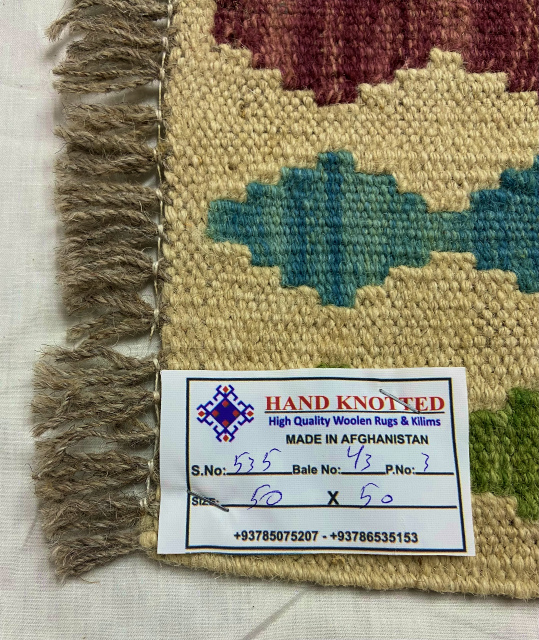 HAND KNOTTED
High Quality Woolen Rugs & Kilims
MADE IN AFGHANISTAN
S.No: 535 Bale No: 43 P.No: 3
SIZE: 50 X 50
+93785075207 - +93786535153